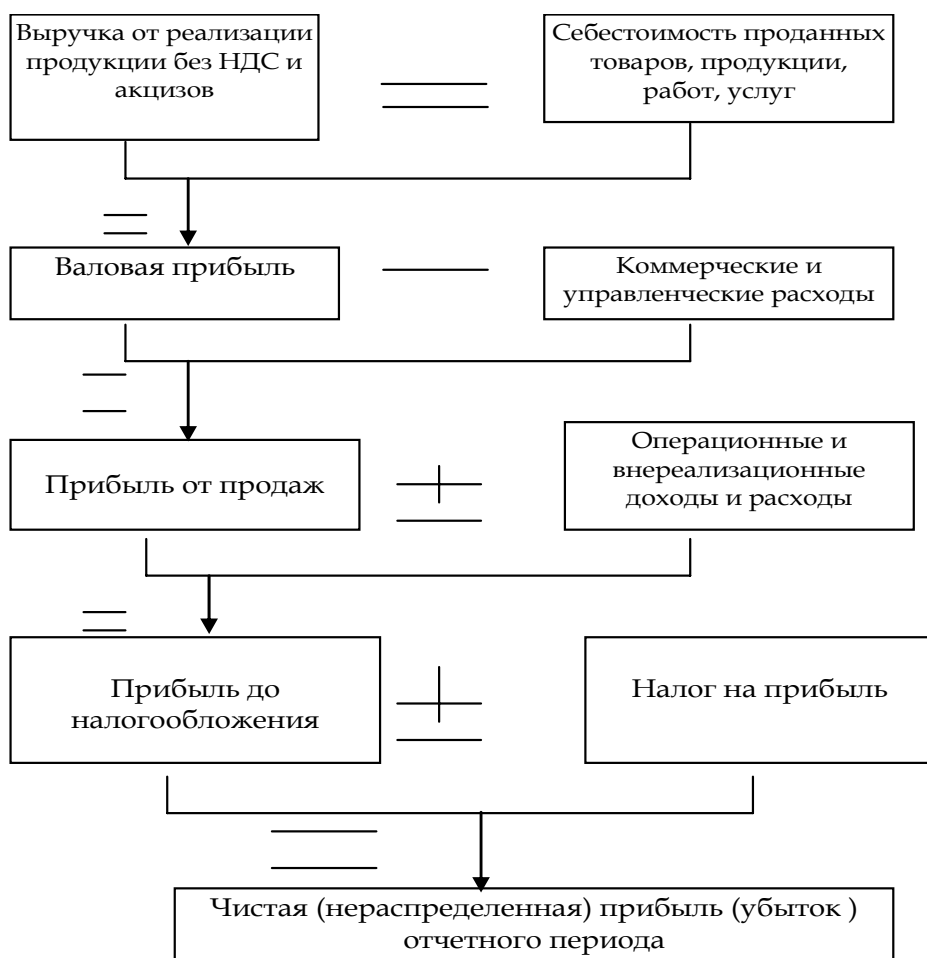 Выручка от реализации
продукции без НДС и
акцизов
Себестоимость проданных
товаров, продукции,
работ, услуг
Валовая прибыль
Коммерческие и
управленческие расходы
Прибыль от продаж
Операционные и
внереализационные
доходы и расходы
Прибыль до
налогообложения
Налог на прибыль
Чистая (нераспределенная) прибыль (убыток )
отчетного периода